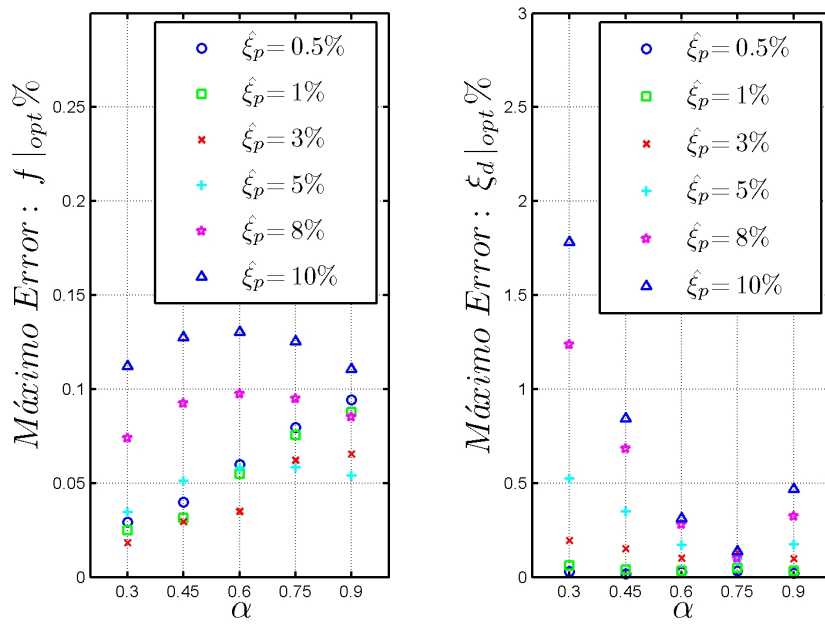 Máximo Error: f |opt%
0.25
0.2
0.15
0.1
0.05
0
0.3 0.45 0.6 0.75 0.9
α
ξ̂p = 0.5%
ξ̂p = 1%
ξ̂p = 3%
ξ̂p = 5%
ξ̂p = 8%
ξ̂p = 10%
Máximo Error: ξd|opt%
3
2.5
2
1.5
1
0.5
0
0.3 0.45 0.6 0.75 0.9
α
ξ̂p = 0.5%
ξ̂p = 1%
ξ̂p = 3%
ξ̂p = 5%
ξ̂p = 8%
ξ̂p = 10%